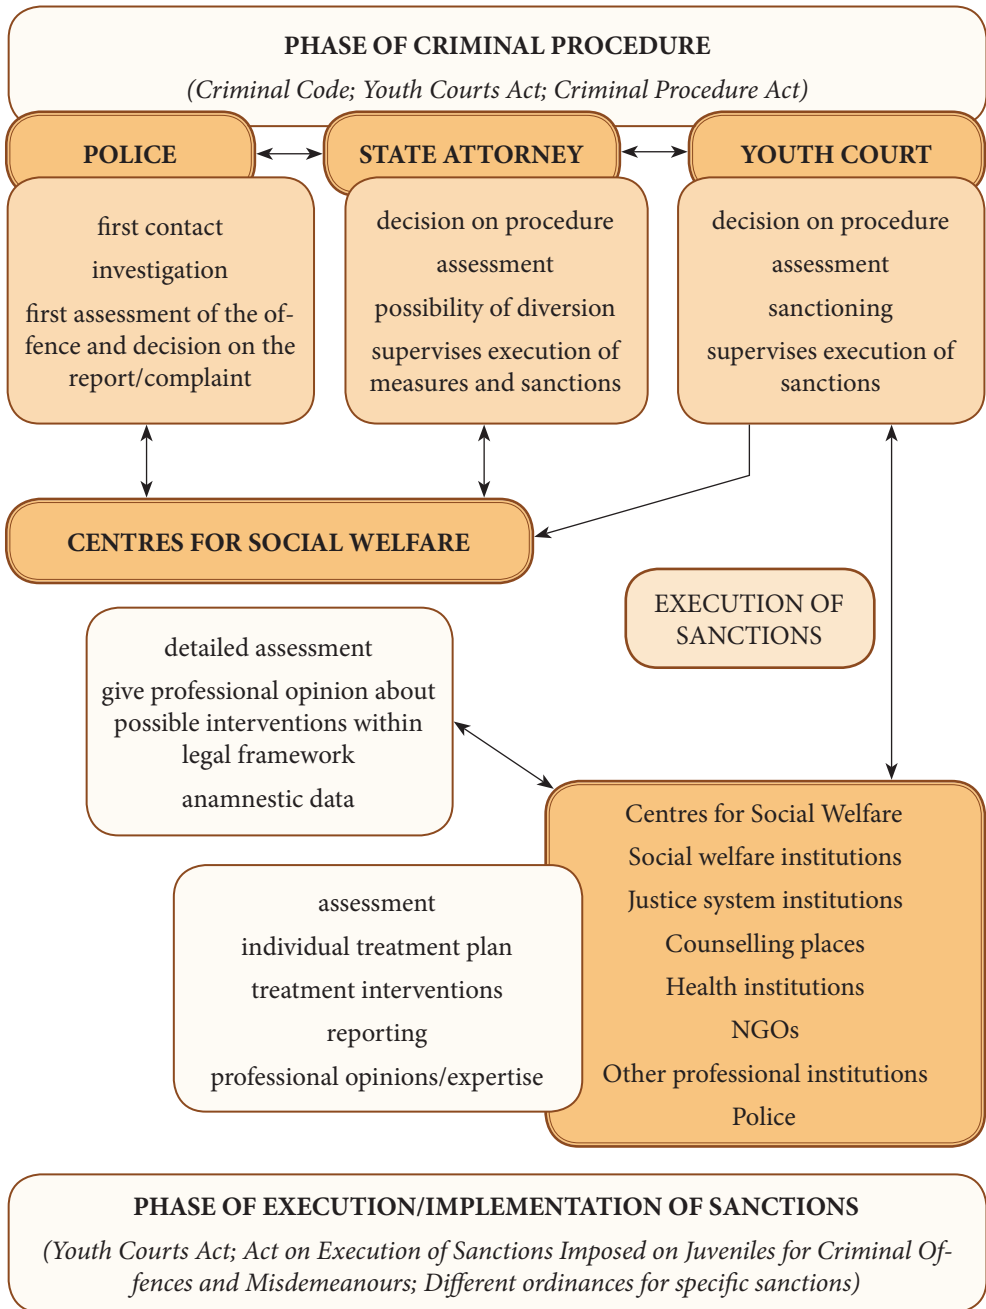 PHASE OF CRIMINAL PROCEDURE
(Criminal Code; Youth Courts Act; Criminal Procedure Act)
POLICE
STATE ATTORNEY
YOUTH COURT
first contact
investigation
first assessment of the of-
fence and decision on the
report/complaint
decision on procedure
assessment
possibility of diversion
supervises execution of
measures and sanctions
decision on procedure
assessment
sanctioning
supervises execution of
sanctions
CENTRES FOR SOCIAL WELFARE
EXECUTION OF
SANCTIONS
detailed assessment
give professional opinion about
possible interventions within
legal framework
anamnestic data
Centres for Social Welfare
Social welfare institutions
Justice system institutions
Counselling places
Health institutions
NGOs
Other professional institutions
Police
assessment
individual treatment plan
treatment interventions
reporting
professional opinions/expertise
PHASE OF EXECUTION/IMPLEMENTATION OF SANCTIONS
(Youth Courts Act; Act on Execution of Sanctions Imposed on Juveniles for Criminal Of-
fences and Misdemeanours; Different ordinances for specific sanctions)